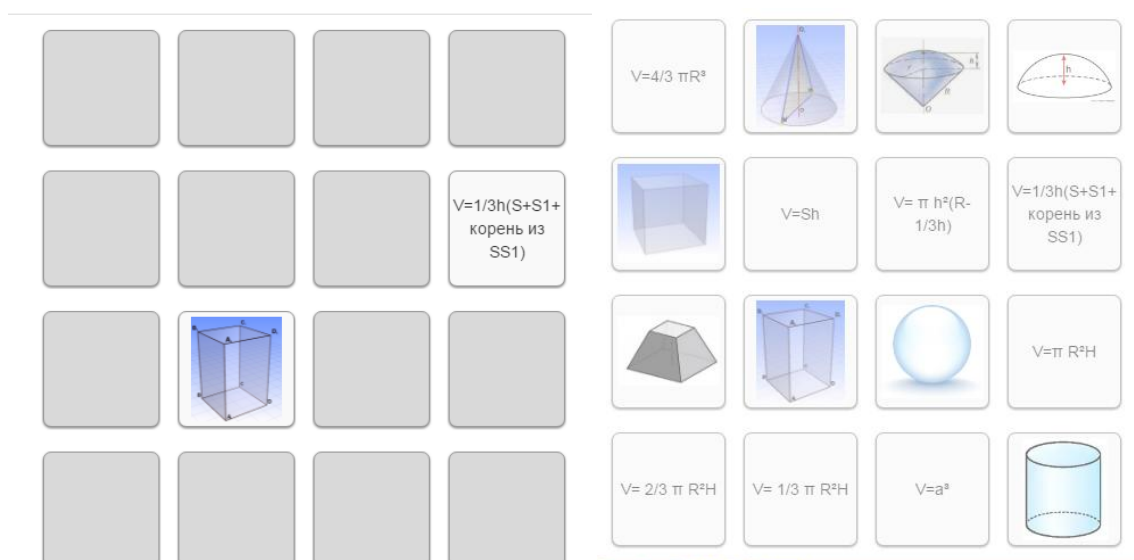 V=1/3h(S+S1+
корень из
SS1)
V=4/3 πR³
h
V=Sh
V= π h²(R-
1/3h)
V=1/3h(S+S1+
корень из
SS1)
V=π R²H
V= 2/3 π R²H
V= 1/3 π R²H
V=a³